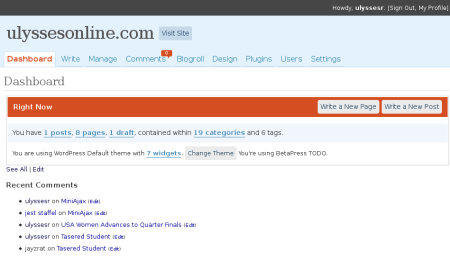 Howdy, ulyssesr. [Sign Out, My Profile]
ulyssesonline.com Visit Site
Dashboard Write Manage Comments 0 Blogroll Design Plugins Users Settings
Dashboard
Right Now Write a New Page Write a New Post
You have 1 posts, 8 pages, 1 draft, contained within 19 categories and 6 tags.
You are using WordPress Default theme with 7 widgets. Change Theme You're using BetaPress TODO.
See All | Edit
Recent Comments
ulyssesr on MiniAjax (Edit)
jest staffel on MiniAjax (Edit)
ulyssesr on USA Women Advances to Quarter Finals (Edit)
ulyssesr on Tasered Student (Edit)
jayzrat on Tasered Student (Edit)